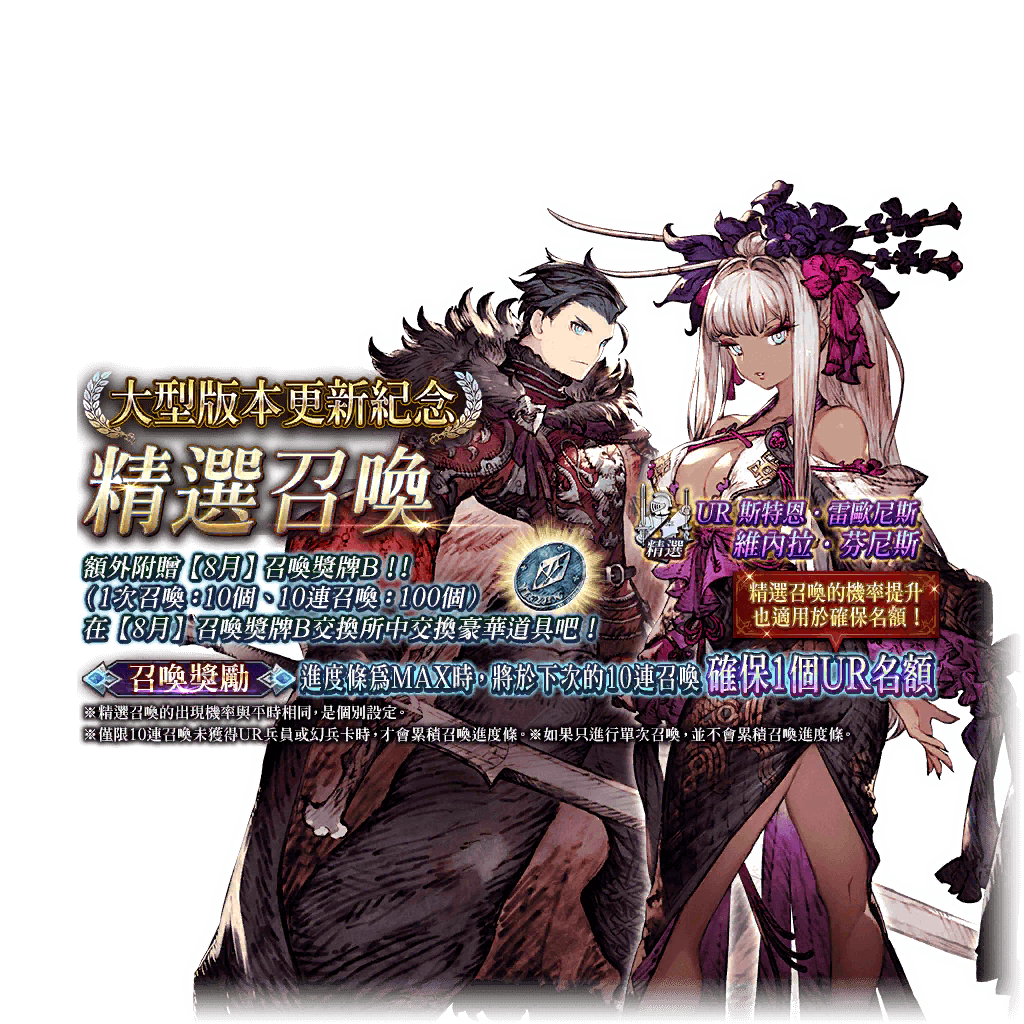 大型版本更新紀念
精選召喚
額外附贈【8月】召喚獎牌B!!
(1次召喚:10個、10連召喚:100個)
在【8月】召喚獎牌B交換所中交換豪華道具吧!
精選
UR 斯特恩・雷歐尼斯
維內拉・芬尼斯
精選召喚的機率提升
也適用於確保名額!
召喚獎勵
進度條為MAX時,將於下次的10連召喚 確保1個UR名額
※精選召喚的出現機率與平時相同,是個別設定。
※僅限10連召喚未獲得UR兵員或幻兵卡時,才會累積召喚進度條。※如果只進行單次召喚,並不會累積召喚進度條。